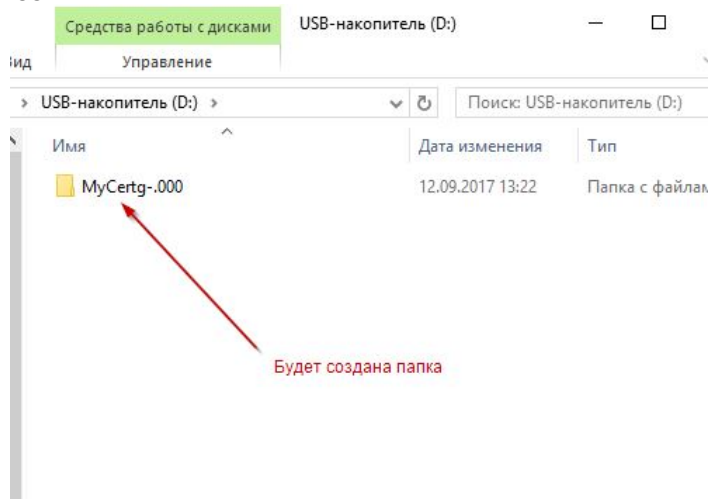 Средства работы с дисками USB-накопитель (D:)
Вид Управление
USB-накопитель (D:) Поиск: USB-накопитель (D:)
Имя Дата изменения Тип
MyCertg-.000 12.09.2017 13:22 Папка с файлам
Будет создана папка